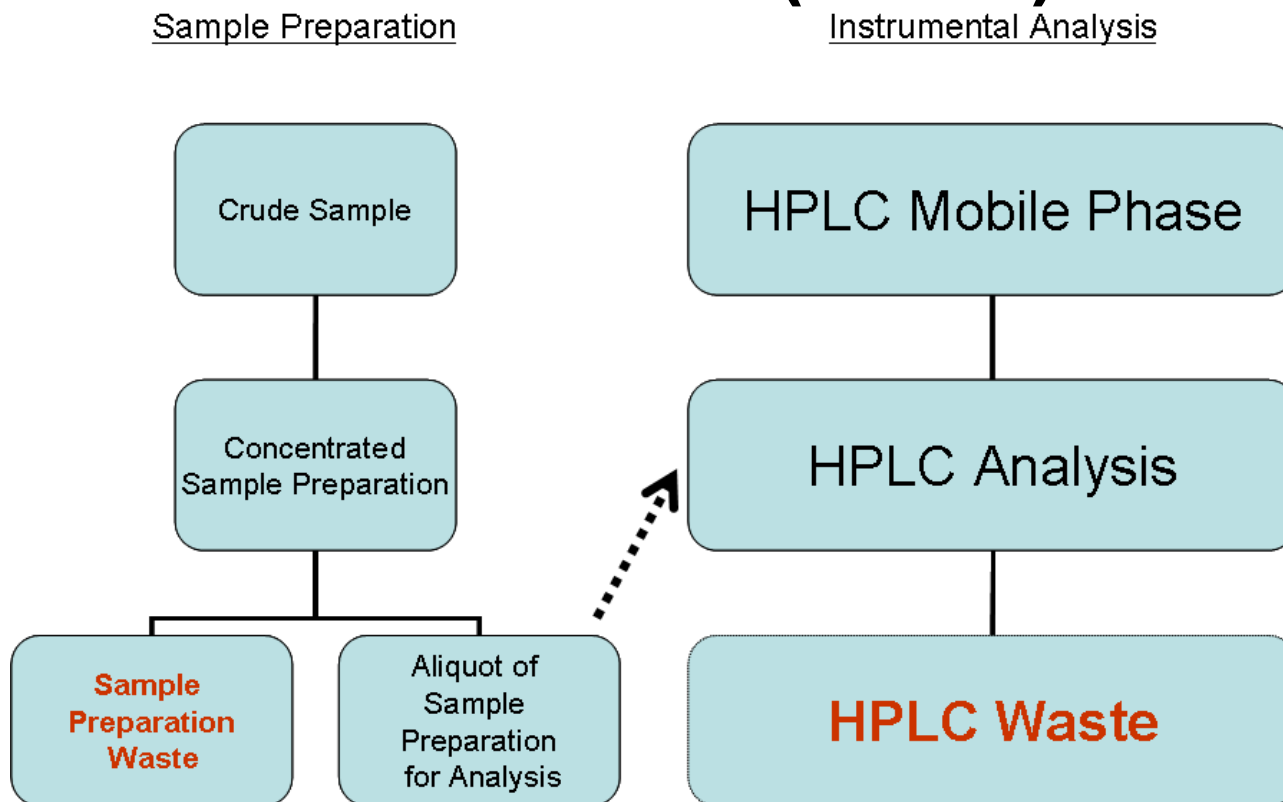 Sample Preparation
Instrumental Analysis
Crude Sample
HPLC Mobile Phase
Concentrated
Sample Preparation
HPLC Analysis
Sample
Preparation
Waste
Aliquot of
Sample
Preparation
for Analysis
HPLC Waste